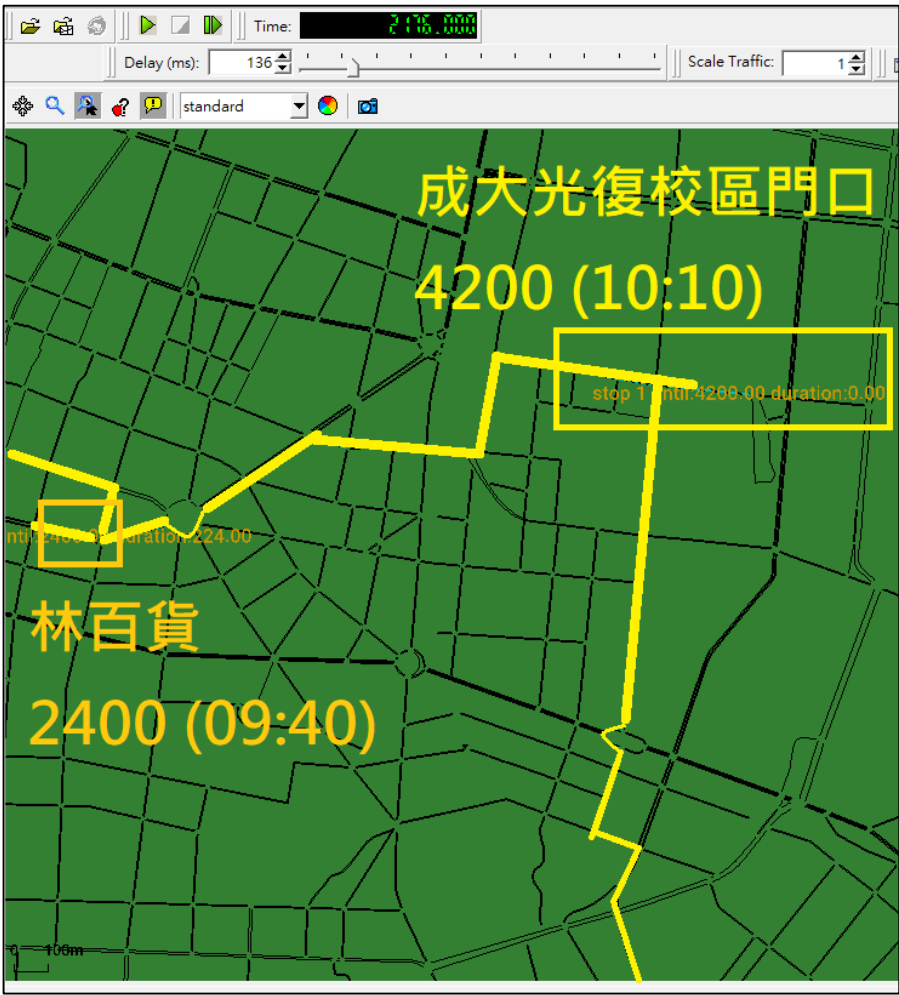 Time: 2176.000
Delay (ms): 136
Scale Traffic: 1
standard
成大光復校區門口
4200 (10:10)
stop 1 until:4200.00 duration:0.00
ntil:2400.00 duration:224.00
林百貨
2400 (09:40)
0 100m